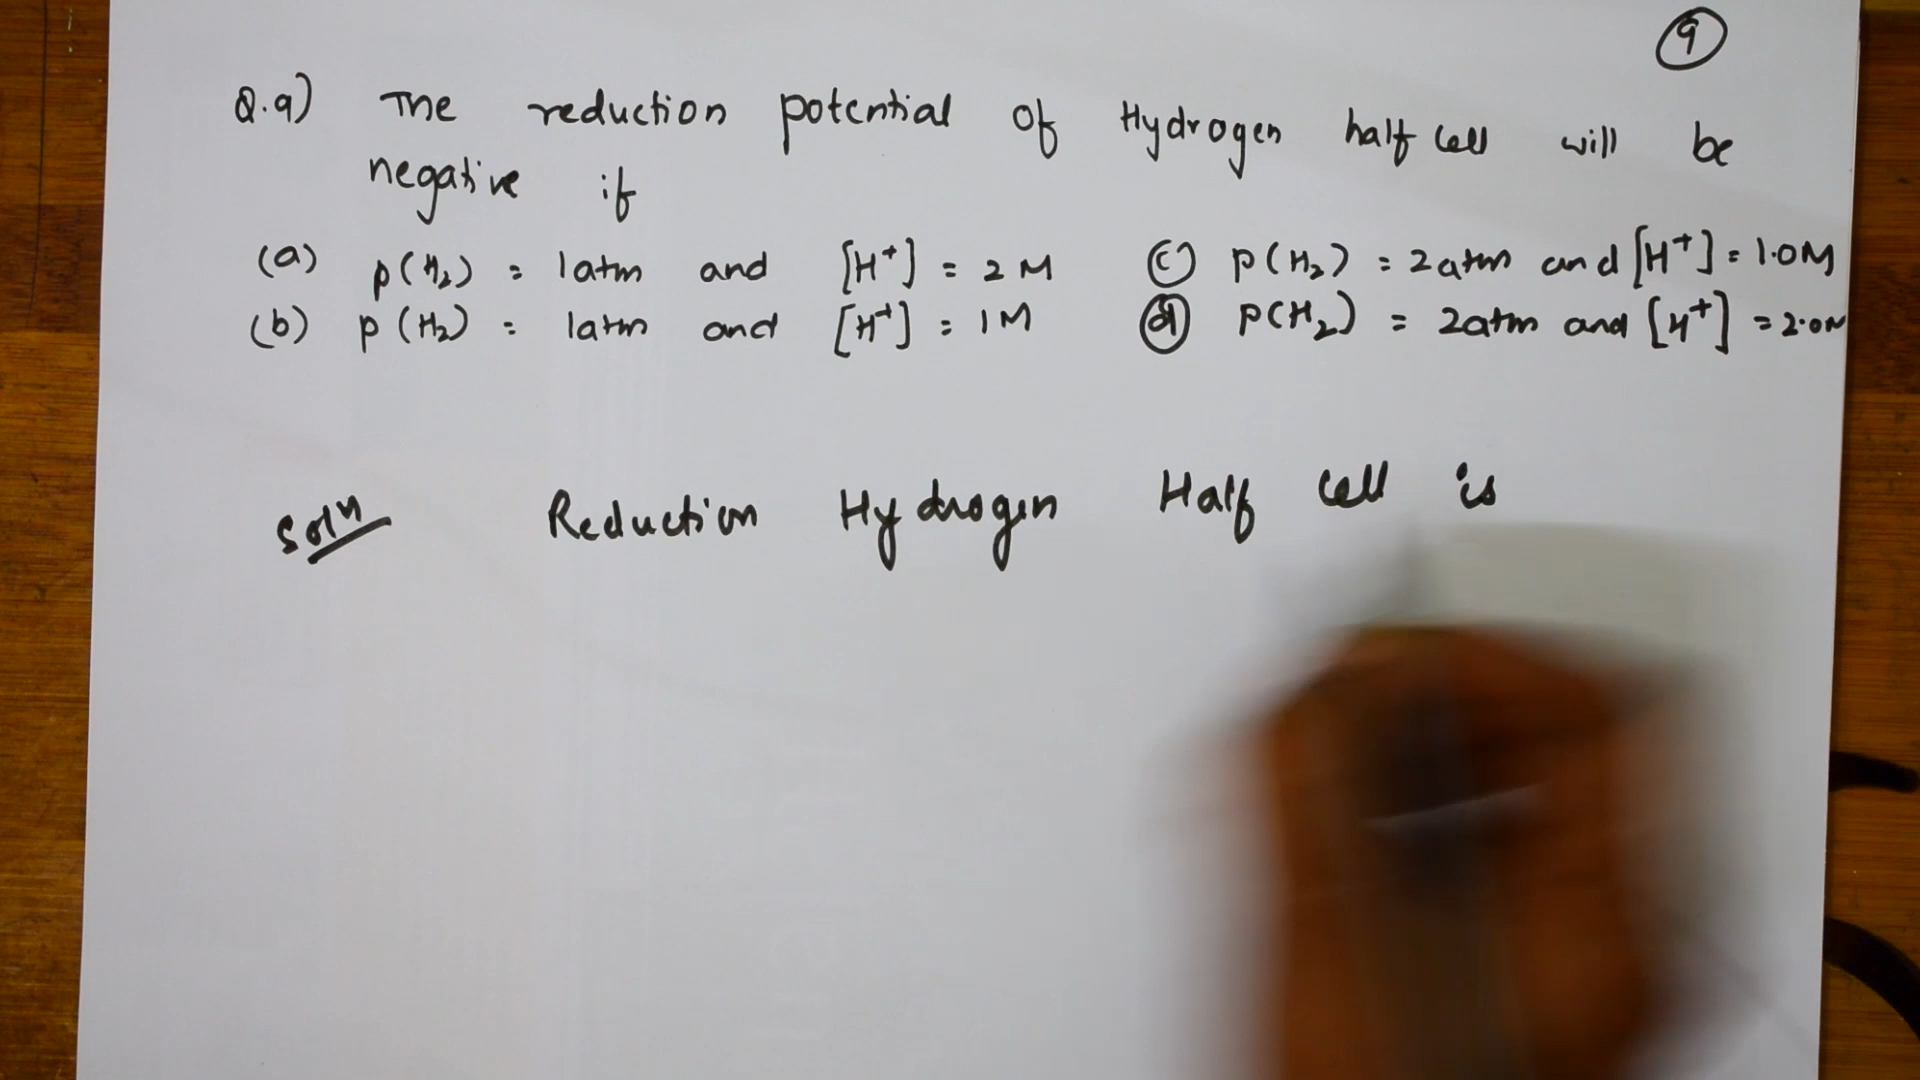 9
Q.9) The reduction potential of Hydrogen half cell will be
negative if
(a) p(H₂) = 1atm and [H⁺] = 2 M
(b) p(H₂) = 1atm and [H⁺] = 1M
(c) p(H₂) = 2atm and [H⁺] = 1.0M
(d) p(H₂) = 2atm and [H⁺] = 2.0M
Solⁿ Reduction Hydrogen Half cell is